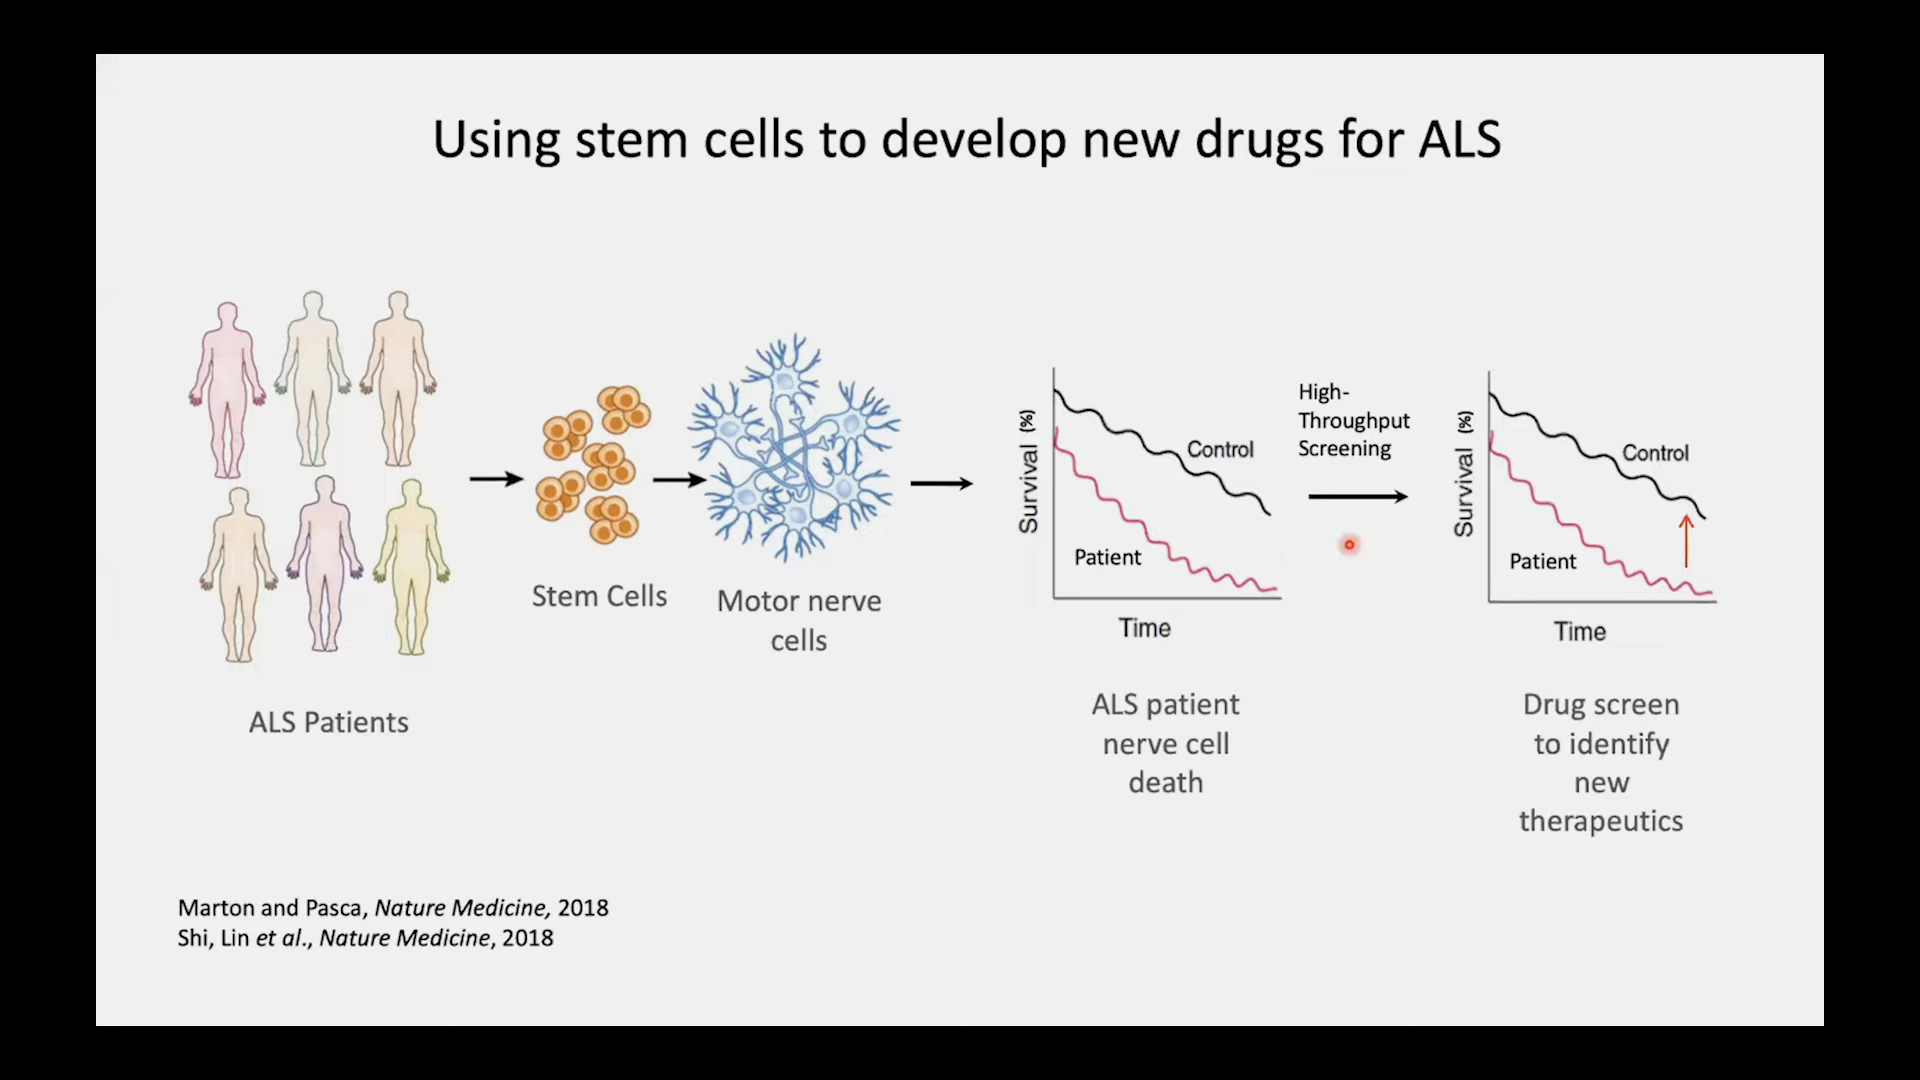 Using stem cells to develop new drugs for ALS
ALS Patients
Stem Cells
Motor nerve
cells
Survival (%)
Control
Patient
Time
ALS patient
nerve cell
death
High-
Throughput
Screening
Survival (%)
Control
Patient
Time
Drug screen
to identify
new
therapeutics
Marton and Pasca, Nature Medicine, 2018
Shi, Lin et al., Nature Medicine, 2018